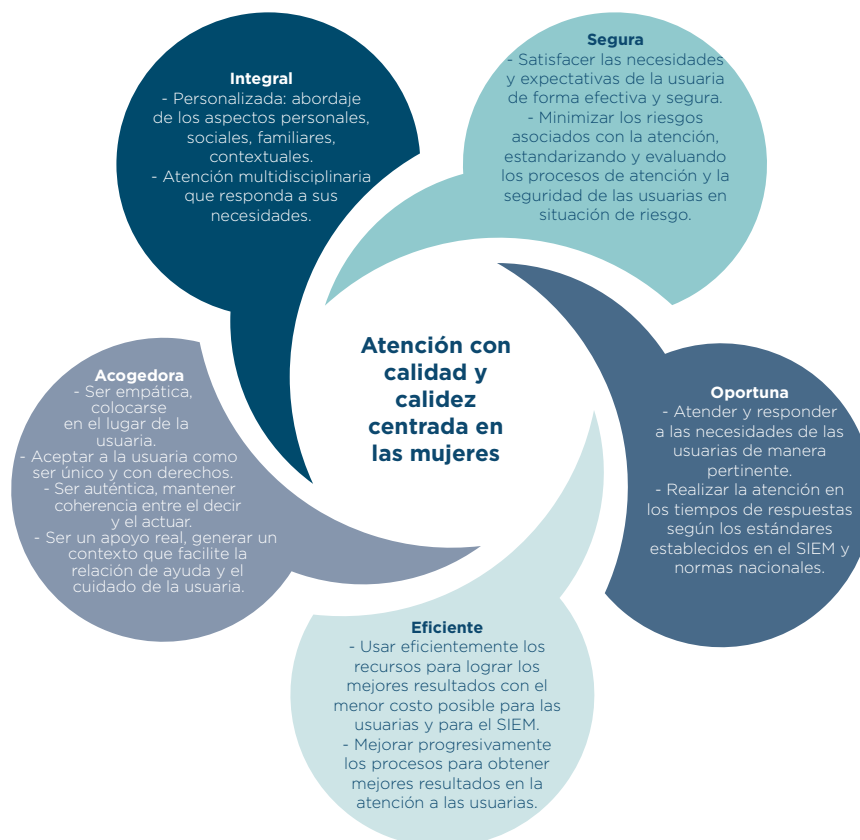 Integral
- Personalizada: abordaje
de los aspectos personales,
sociales, familiares,
contextuales.
- Atención multidisciplinaria
que responda a sus
necesidades.
Segura
- Satisfacer las necesidades
y expectativas de la usuaria
de forma efectiva y segura.
- Minimizar los riesgos
asociados con la atención,
estandarizando y evaluando
los procesos de atención y la
seguridad de las usuarias en
situación de riesgo.
Atención con
calidad y
calidez
centrada en
las mujeres
Acogedora
- Ser empática,
colocarse
en el lugar de la
usuaria.
- Aceptar a la usuaria como
ser único y con derechos.
- Ser auténtica, mantener
coherencia entre el decir
y el actuar.
- Ser un apoyo real, generar un
contexto que facilite la
relación de ayuda y el
cuidado de la usuaria.
Oportuna
- Atender y responder
a las necesidades de las
usuarias de manera
pertinente.
- Realizar la atención en
los tiempos de respuestas
según los estándares
establecidos en el SIEM y
normas nacionales.
Eficiente
- Usar eficientemente los
recursos para lograr los
mejores resultados con el
menor costo posible para las
usuarias y para el SIEM.
- Mejorar progresivamente
los procesos para obtener
mejores resultados en la
atención a las usuarias.